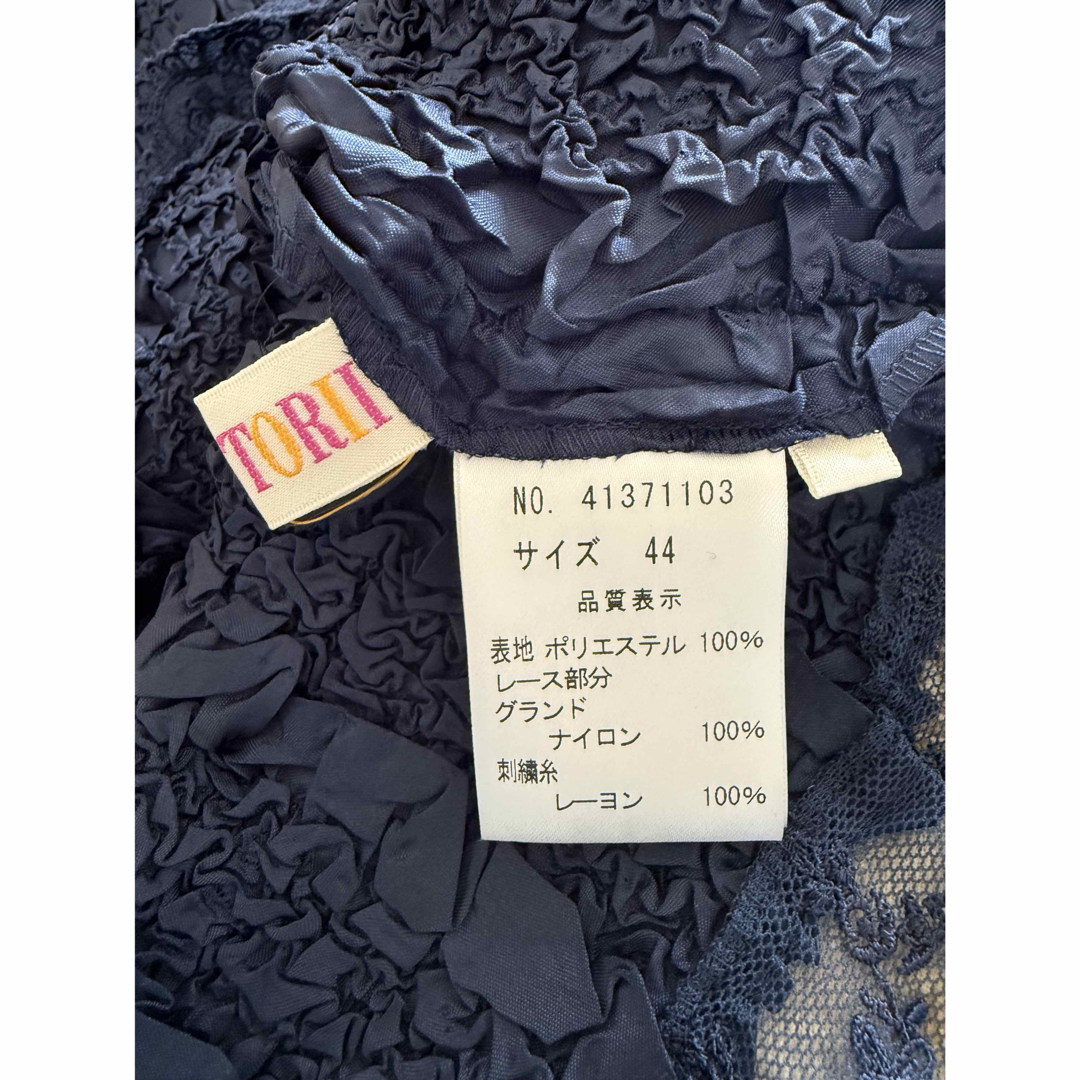 TORII
NO. 41371103
サイズ 44
品質表示
表地 ポリエステル 100%
レース部分
グランド
ナイロン 100%
刺繍糸
レーヨン 100%